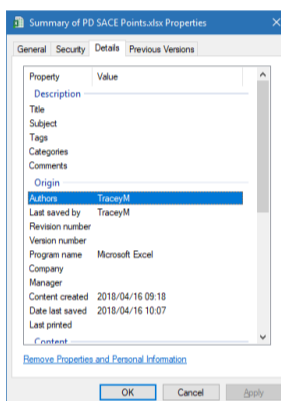 Summary of PD SACE Points.xlsx Properties
General Security Details Previous Versions
Property Value
Description
Title
Subject
Tags
Categories
Comments
Origin
Authors TraceyM
Last saved by TraceyM
Revision number
Version number
Program name Microsoft Excel
Company
Manager
Content created 2018/04/16 09:18
Date last saved 2018/04/16 10:07
Last printed
Content
Remove Properties and Personal Information
OK Cancel Apply